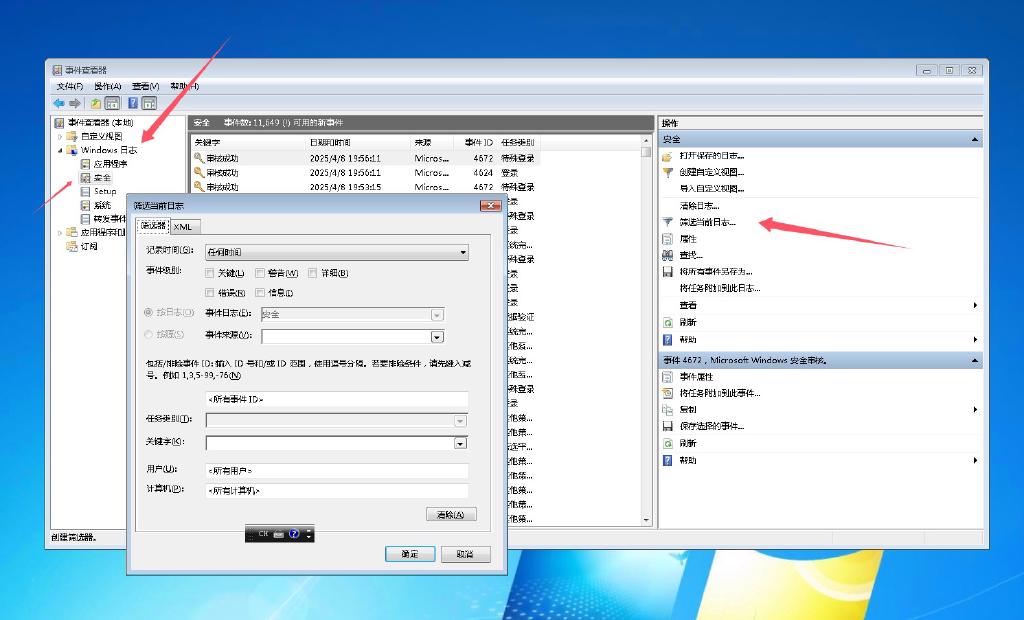 事件查看器
文件(F) 操作(A) 查看(V) 帮助(H)
事件查看器 (本地)
自定义视图
Windows 日志
应用程序
安全
Setup
系统
转发事件
订阅
安全 事件数: 11,649 (!) 可用的新事件
关键字 日期和时间 来源 事件 ID 任务类别
审核成功 2025/4/8 19:56:11 Micros... 4672 特殊登录
审核成功 2025/4/8 19:56:11 Micros... 4624 登录
审核成功 2025/4/8 19:53:15 Micros... 4672 特殊登录
筛选当前日志
筛选器 XML
记录时间(G): 任何时间
事件级别: 关键(L) 警告(W) 详细(B)
错误(R) 信息(I)
按日志(O) 事件日志(E): 安全
按源(S) 事件来源(V):
包括/排除事件 ID: 输入 ID 号和/或 ID 范围，使用逗号分隔。若要排除条件，请先键入减
号。例如 1,3,5-99,-76(N)
<所有事件 ID>
任务类别(T):
关键字(K):
用户(U): <所有用户>
计算机(P): <所有计算机>
清除(A)
CH
确定 取消
创建筛选器。
操作
安全
打开保存的日志...
创建自定义视图...
导入自定义视图...
清除日志...
筛选当前日志...
属性
查找...
将所有事件另存为...
将任务附加到此日志...
查看
刷新
帮助
事件 4672，Microsoft Windows 安全审核。
事件属性
将任务附加到此事件...
复制
保存选择的事件...
刷新
帮助